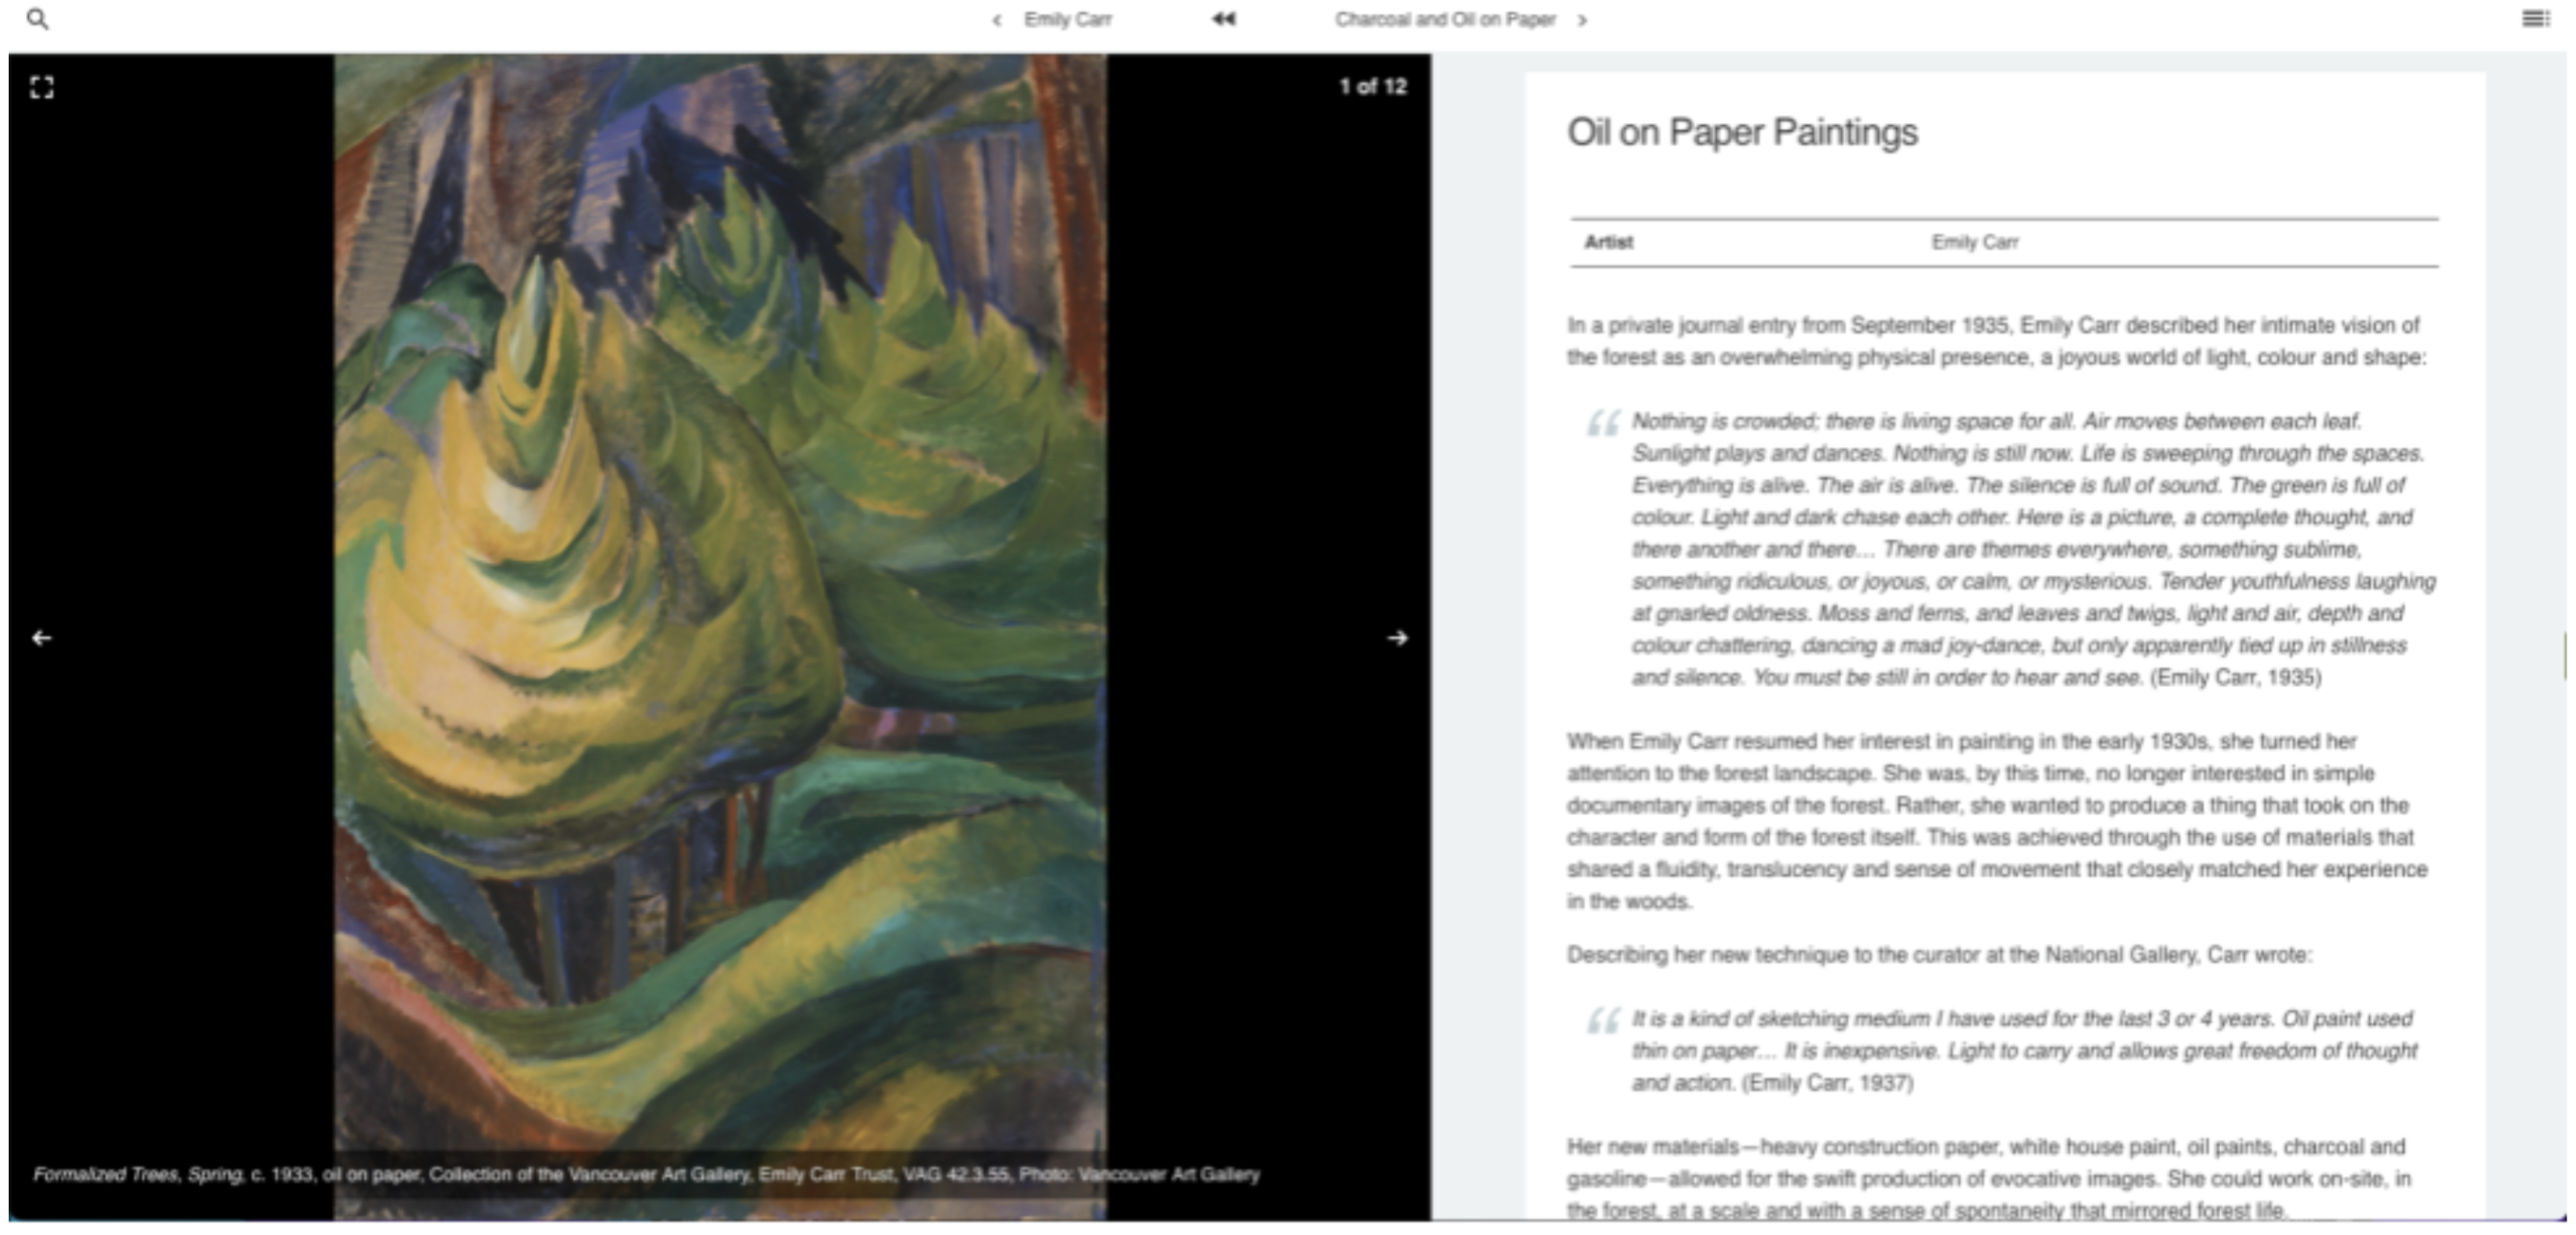 Emily Carr
Charcoal and Oil on Paper
1 of 12
Formalized Trees, Spring, c. 1933, oil on paper, Collection of the Vancouver Art Gallery, Emily Carr Trust, VAG 42.3.55, Photo: Vancouver Art Gallery
Oil on Paper Paintings
Artist Emily Carr
In a private journal entry from September 1935, Emily Carr described her intimate vision of
the forest as an overwhelming physical presence, a joyous world of light, colour and shape:
“ Nothing is crowded; there is living space for all. Air moves between each leaf.
Sunlight plays and dances. Nothing is still now. Life is sweeping through the spaces.
Everything is alive. The air is alive. The silence is full of sound. The green is full of
colour. Light and dark chase each other. Here is a picture, a complete thought, and
there another and there… There are themes everywhere, something sublime,
something ridiculous, or joyous, or calm, or mysterious. Tender youthfulness laughing
at gnarled oldness. Moss and ferns, and leaves and twigs, light and air, depth and
colour chattering, dancing a mad joy-dance, but only apparently tied up in stillness
and silence. You must be still in order to hear and see. (Emily Carr, 1935)
When Emily Carr resumed her interest in painting in the early 1930s, she turned her
attention to the forest landscape. She was, by this time, no longer interested in simple
documentary images of the forest. Rather, she wanted to produce a thing that took on the
character and form of the forest itself. This was achieved through the use of materials that
shared a fluidity, translucency and sense of movement that closely matched her experience
in the woods.
Describing her new technique to the curator at the National Gallery, Carr wrote:
“ It is a kind of sketching medium I have used for the last 3 or 4 years. Oil paint used
thin on paper… It is inexpensive. Light to carry and allows great freedom of thought
and action. (Emily Carr, 1937)
Her new materials—heavy construction paper, white house paint, oil paints, charcoal and
gasoline—allowed for the swift production of evocative images. She could work on-site, in
the forest, at a scale and with a sense of spontaneity that mirrored forest life.